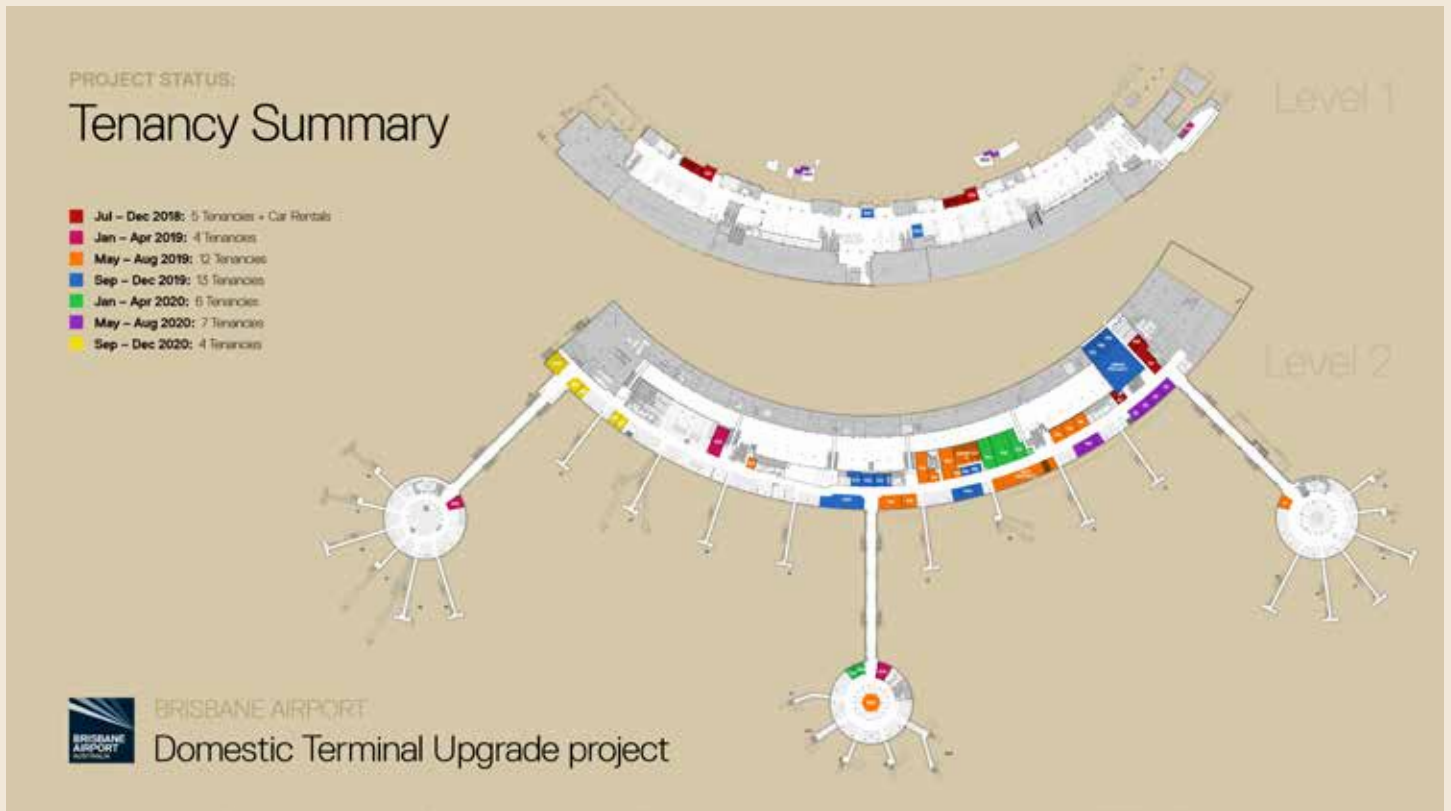 PROJECT STATUS:
Tenancy Summary
Jul – Dec 2018: 5 Tenancies + Car Rentals
Jan – Apr 2019: 4 Tenancies
May – Aug 2019: 12 Tenancies
Sep – Dec 2019: 13 Tenancies
Jan – Apr 2020: 6 Tenancies
May – Aug 2020: 7 Tenancies
Sep – Dec 2020: 4 Tenancies
Level 1
Level 2
BRISBANE
AIRPORT
AUSTRALIA
BRISBANE AIRPORT
Domestic Terminal Upgrade project